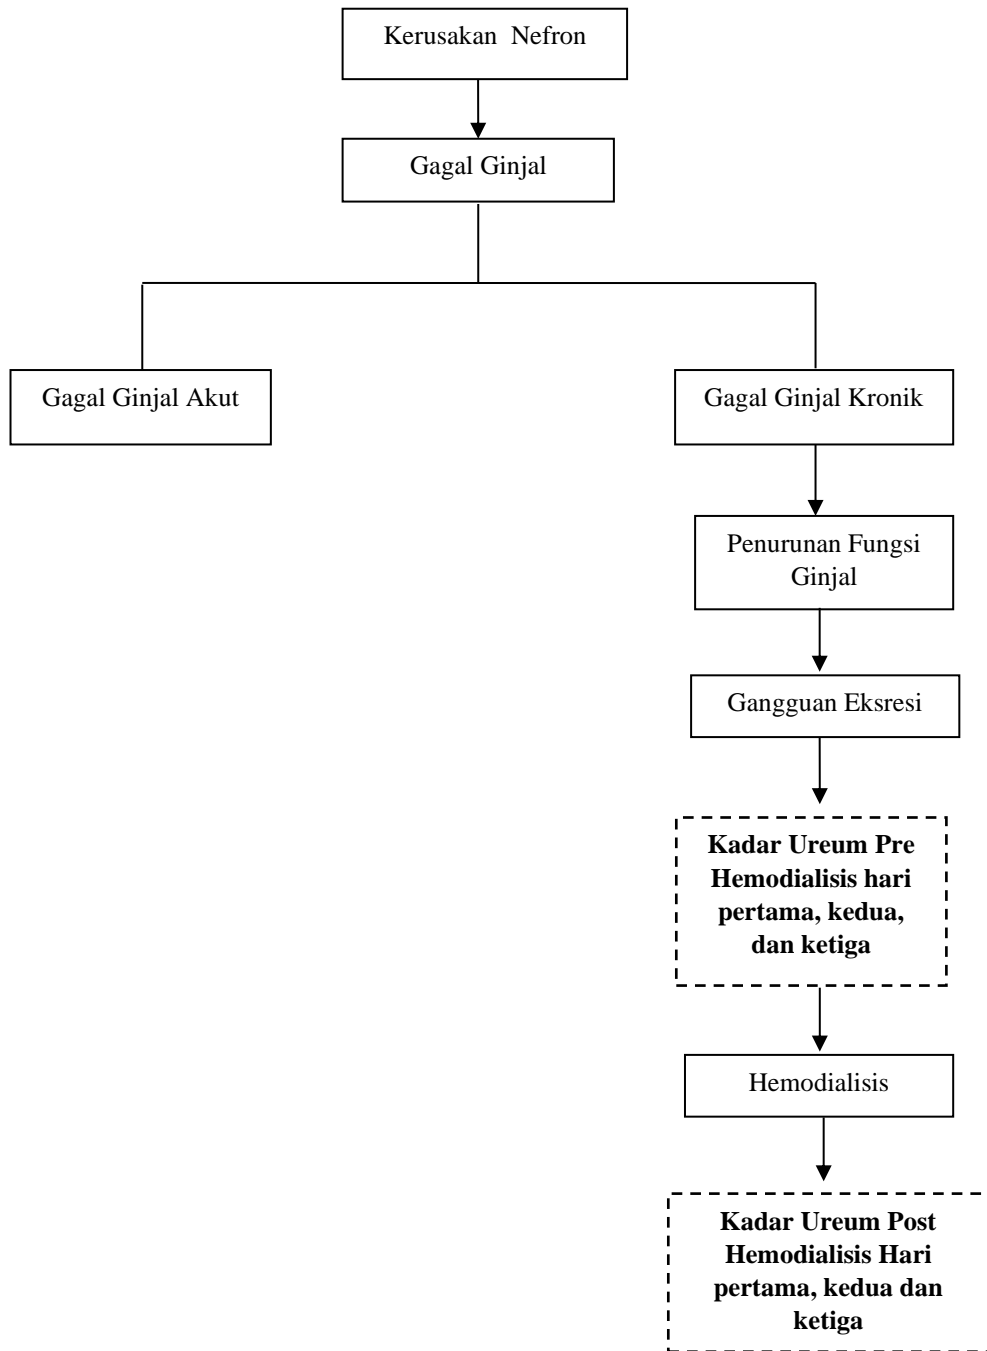 Kerusakan  Nefron
Gagal Ginjal
Gagal Ginjal Akut
Gagal Ginjal Kronik
Penurunan Fungsi
Ginjal
Gangguan Eksresi
Kadar Ureum Pre
Hemodialisis hari
pertama, kedua,
dan ketiga
Hemodialisis
Kadar Ureum Post
Hemodialisis Hari
pertama, kedua dan
ketiga